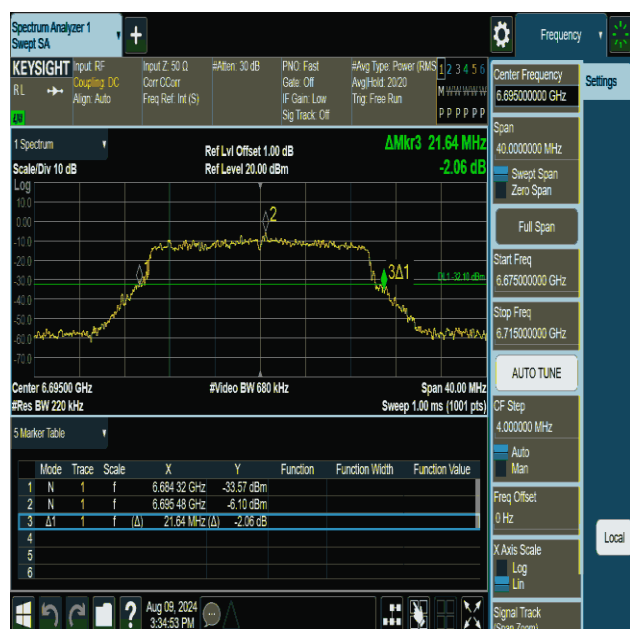 Spectrum Analyzer 1
Swept SA
Frequency
KEYSIGHT
RL
LXI
Input: RF
Coupling: DC
Align: Auto
Input Z: 50 Ω
Corr CCorr
Freq Ref: Int (S)
#Atten: 30 dB
PNO: Fast
Gate: Off
IF Gain: Low
Sig Track: Off
#Avg Type: Power (RMS)
Avg|Hold: 20/20
Trig: Free Run
1 2 3 4 5 6
M W W W W W
P P P P P P
1 Spectrum
Scale/Div 10 dB
Log
Ref Lvl Offset 1.00 dB
Ref Level 20.00 dBm
ΔMkr3 21.64 MHz
-2.06 dB
10.0
0.00
-10.0
-20.0
-30.0
-40.0
-50.0
-60.0
-70.0
1
2
3Δ1
DL1 -32.10 dBm
Center 6.69500 GHz
#Video BW 680 kHz
Span 40.00 MHz
#Res BW 220 kHz
Sweep 1.00 ms (1001 pts)
5 Marker Table
Mode Trace Scale X Y Function Function Width Function Value
1 N 1 f 6.684 32 GHz -33.57 dBm
2 N 1 f 6.695 48 GHz -6.10 dBm
3 Δ1 1 f (Δ) 21.64 MHz (Δ) -2.06 dB
4
5
6
Aug 09, 2024
3:34:53 PM
?
Center Frequency
6.695000000 GHz
Span
40.0000000 MHz
Swept Span
Zero Span
Full Span
Start Freq
6.675000000 GHz
Stop Freq
6.715000000 GHz
AUTO TUNE
CF Step
4.000000 MHz
Auto
Man
Freq Offset
0 Hz
X Axis Scale
Log
Lin
Signal Track
(Span Zoom)
Settings
Local